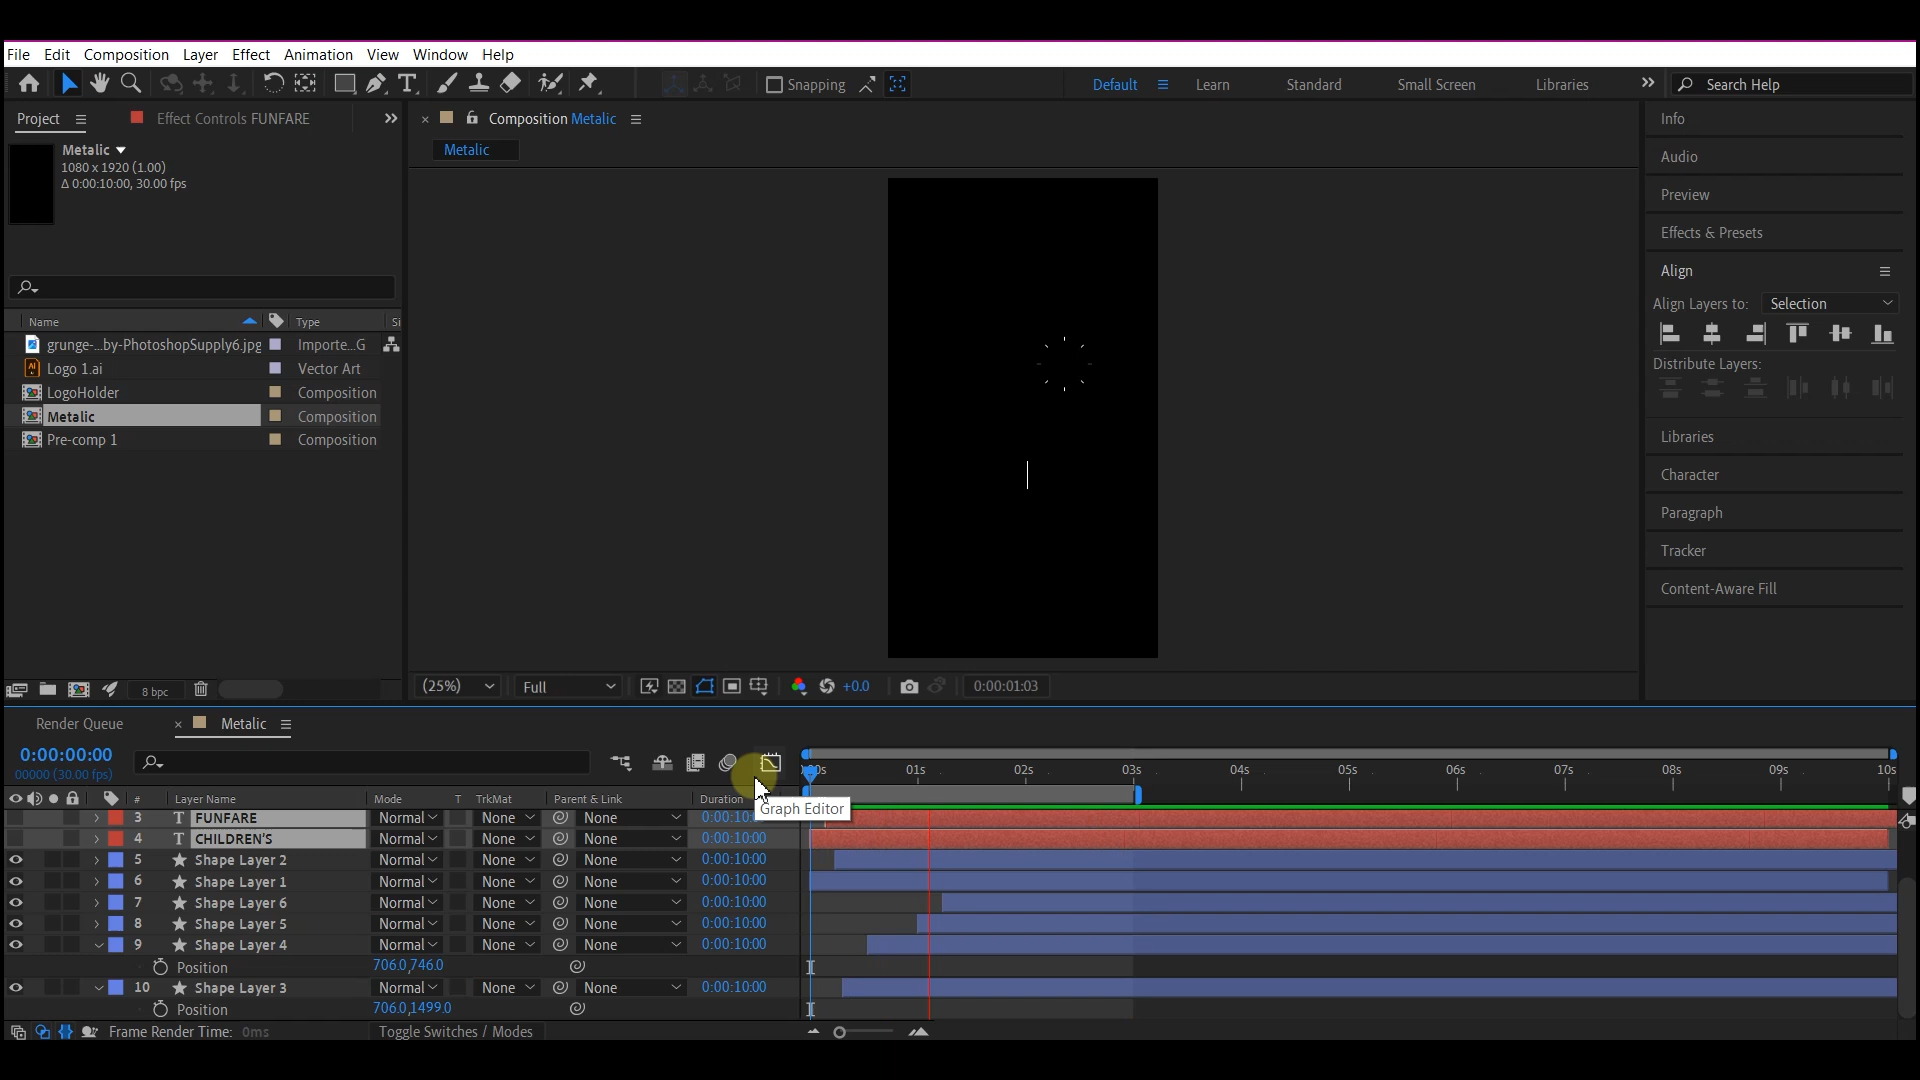 File Edit Composition Layer Effect Animation View Window Help
Snapping Default Learn Standard Small Screen Libraries Search Help
Project Effect Controls FUNFARE
Composition Metalic
Info
Metalic
1080 x 1920 (1.00)
Δ 0:00:10:00, 30.00 fps
Metalic
Audio
Preview
Effects & Presets
Align
Align Layers to: Selection
Distribute Layers:
Libraries
Character
Paragraph
Tracker
Content-Aware Fill
Name Type Si
grunge-...by-PhotoshopSupply6.jpg Importe...G
Logo 1.ai Vector Art
LogoHolder Composition
Metalic Composition
Pre-comp 1 Composition
8 bpc
(25%) Full +0.0 0:00:01:03
Render Queue Metalic
0:00:00:00
00000 (30.00 fps)
00s 01s 02s 03s 04s 05s 06s 07s 08s 09s 10s
# Layer Name Mode T TrkMat Parent & Link Duration
Graph Editor
3 T FUNFARE Normal None None 0:00:10:
4 T CHILDREN'S Normal None None 0:00:10:00
5 Shape Layer 2 Normal None None 0:00:10:00
6 Shape Layer 1 Normal None None 0:00:10:00
7 Shape Layer 6 Normal None None 0:00:10:00
8 Shape Layer 5 Normal None None 0:00:10:00
9 Shape Layer 4 Normal None None 0:00:10:00
Position 706.0,746.0
10 Shape Layer 3 Normal None None 0:00:10:00
Position 706.0,1499.0
Frame Render Time: 0ms Toggle Switches / Modes